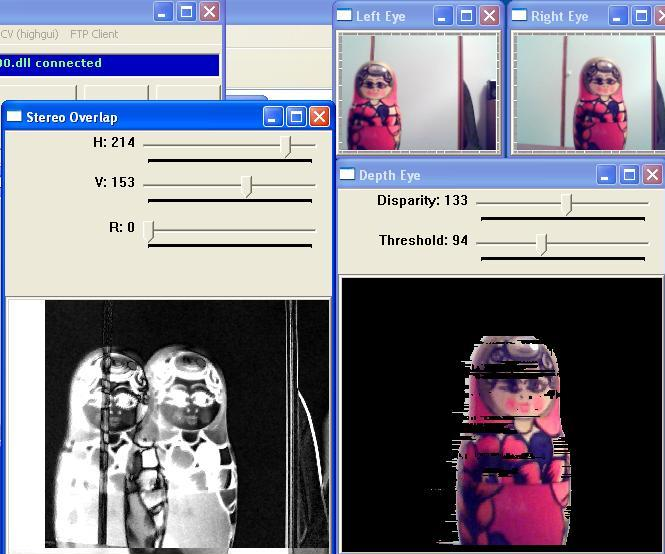 CV (highgui) FTP Client
00.dll connected
Left Eye
Right Eye
Stereo Overlap
H: 214
V: 153
R: 0
Depth Eye
Disparity: 133
Threshold: 94